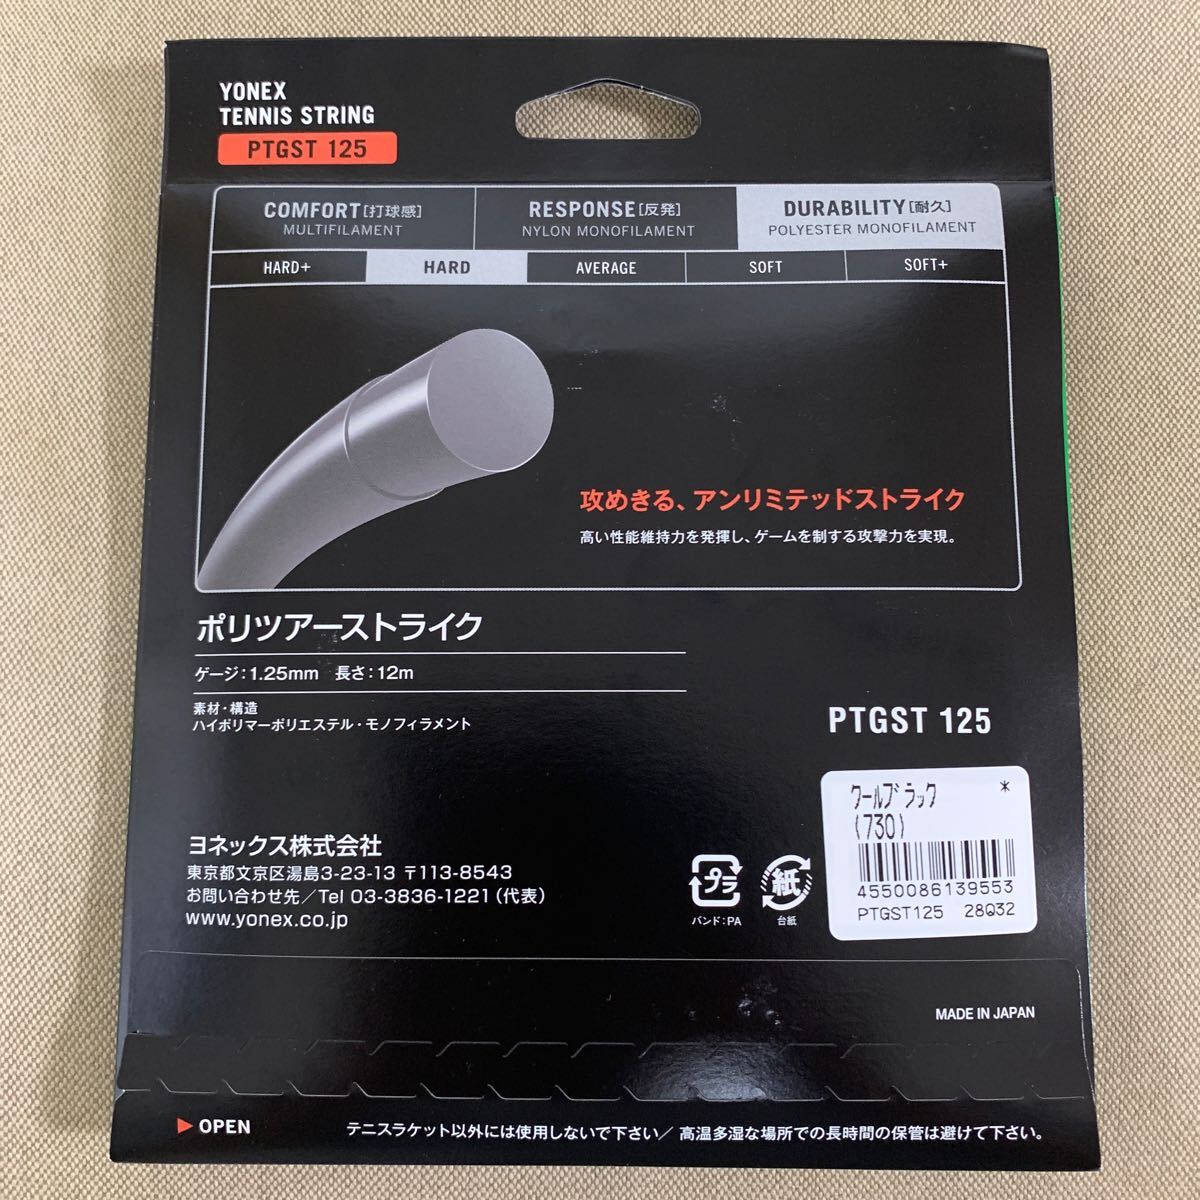 YONEX
TENNIS STRING
PTGST 125
COMFORT[打球感]
MULTIFILAMENT
RESPONSE[反発]
NYLON MONOFILAMENT
DURABILITY[耐久]
POLYESTER MONOFILAMENT
HARD+ HARD AVERAGE SOFT SOFT+
攻めきる、アンリミテッドストライク
高い性能維持力を発揮し、ゲームを制する攻撃力を実現。
ポリツアーストライク
ゲージ：1.25mm 長さ：12m
素材・構造
ハイポリマーポリエステル・モノフィラメント
PTGST 125
クールブラック *
(730)
4550086139553
PTGST125 28Q32
ヨネックス株式会社
東京都文京区湯島3-23-13 〒113-8543
お問い合わせ先／Tel 03-3836-1221（代表）
www.yonex.co.jp
プラ
バンド：PA
紙
台紙
MADE IN JAPAN
▶ OPEN
テニスラケット以外には使用しないで下さい／高温多湿な場所での長時間の保管は避けて下さい。